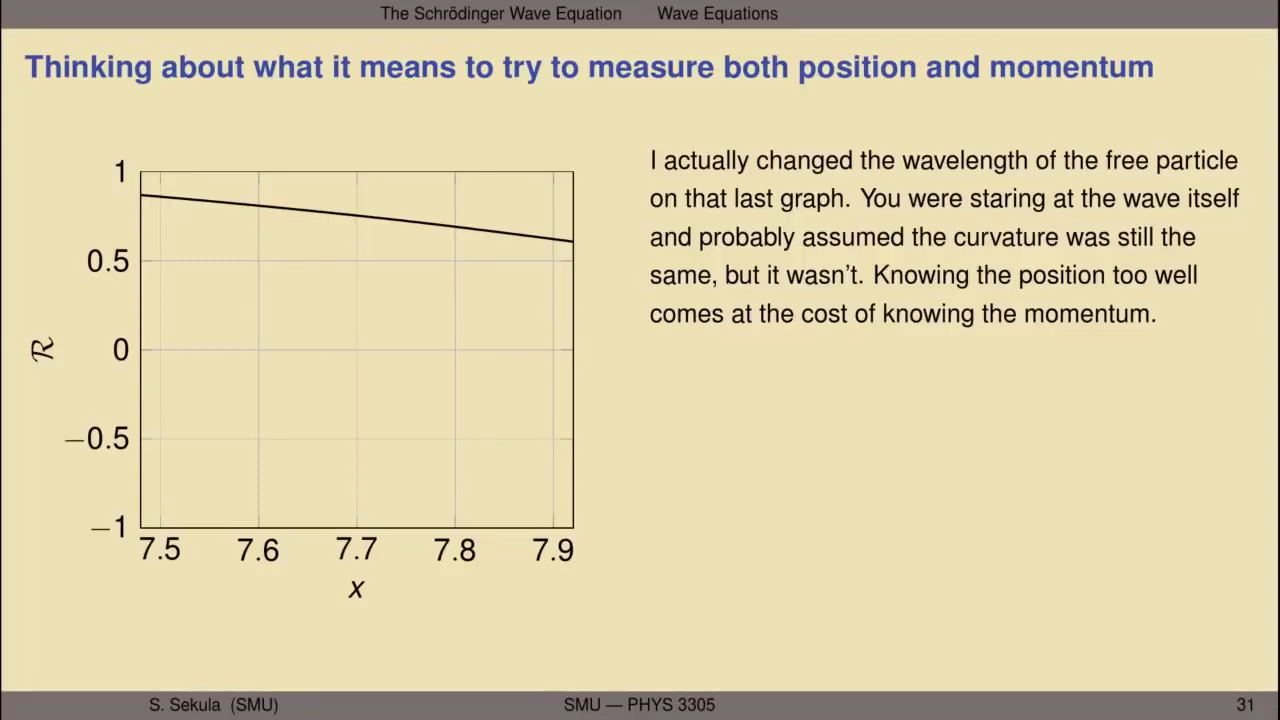 The Schrödinger Wave Equation Wave Equations
Thinking about what it means to try to measure both position and momentum
1
0.5
0
−0.5
−1
ℛ
7.5 7.6 7.7 7.8 7.9
x
I actually changed the wavelength of the free particle
on that last graph. You were staring at the wave itself
and probably assumed the curvature was still the
same, but it wasn't. Knowing the position too well
comes at the cost of knowing the momentum.
S. Sekula (SMU) SMU — PHYS 3305 31